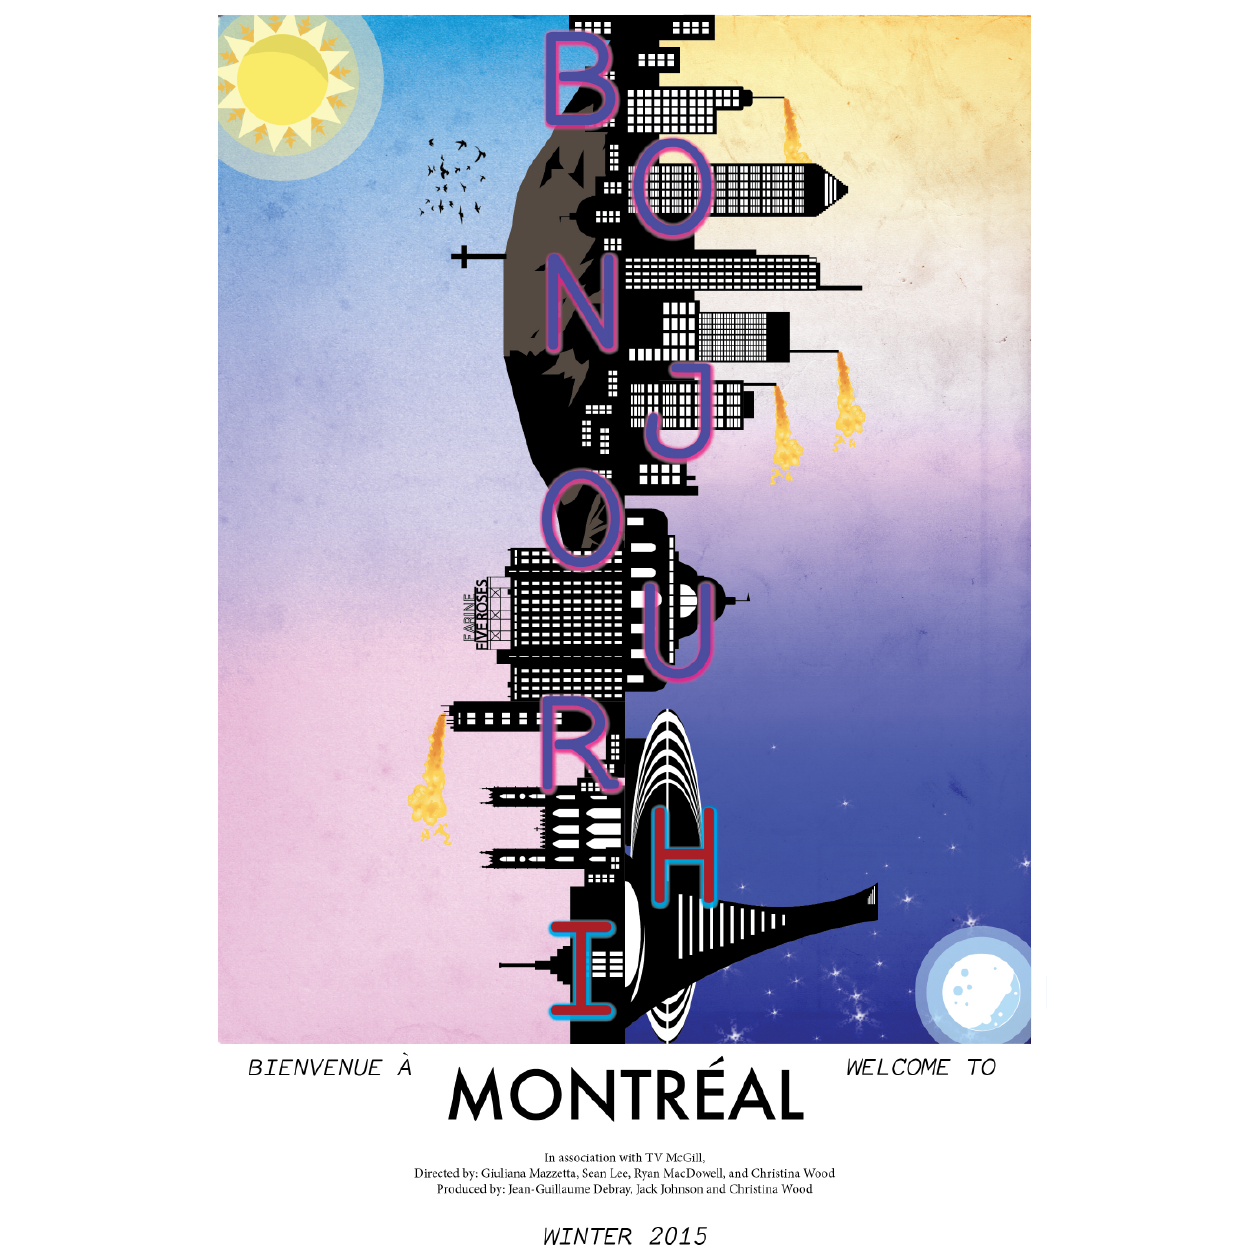 BONJOUR
HI
FARINE
FIVE ROSES
BIENVENUE À
MONTRÉAL
WELCOME TO
In association with TV McGill,
Directed by: Giuliana Mazzetta, Sean Lee, Ryan MacDowell, and Christina Wood
Produced by: Jean-Guillaume Debray, Jack Johnson and Christina Wood
WINTER 2015